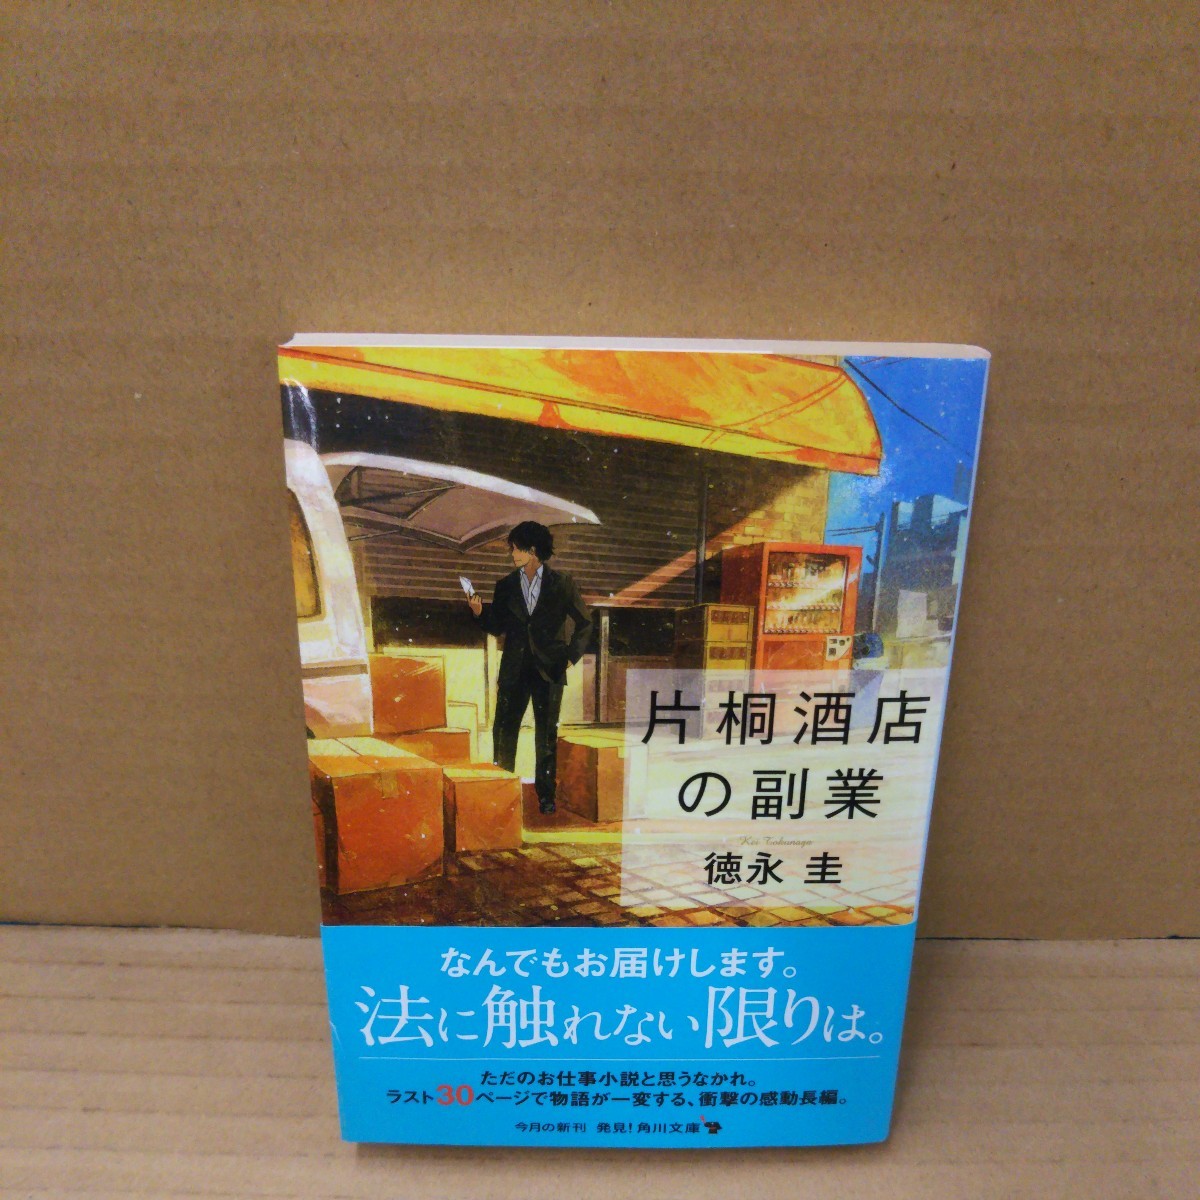 片桐酒店
の副業
Kei Tokunaga
徳永 圭
なんでもお届けします。
法に触れない限りは。
ただのお仕事小説と思うなかれ。
ラスト30ページで物語が一変する、衝撃の感動長編。
今月の新刊 発見!角川文庫